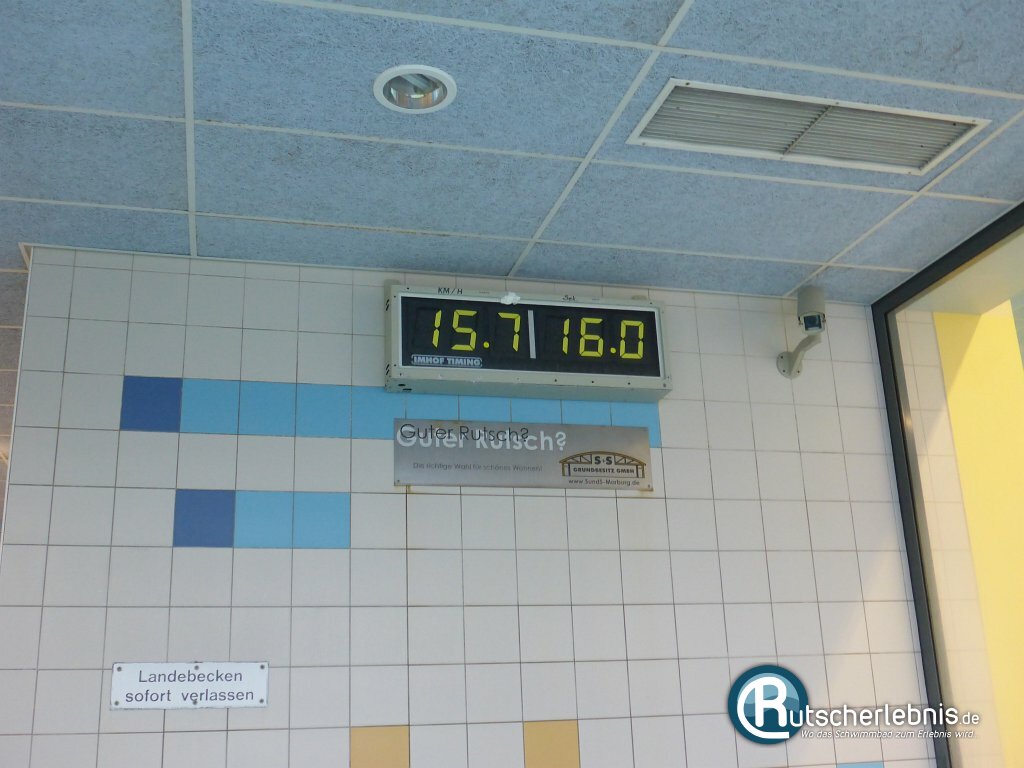 KM/H Sek
15.7 16.0
IMHOF TIMING
Guter Rutsch?
Die richtige Wahl für schönes Wohnen!
S+S
GRUNDBESITZ GMBH
www.SundS-Marburg.de
Landebecken
sofort verlassen
Rutscherlebnis.de
Wo das Schwimmbad zum Erlebnis wird...